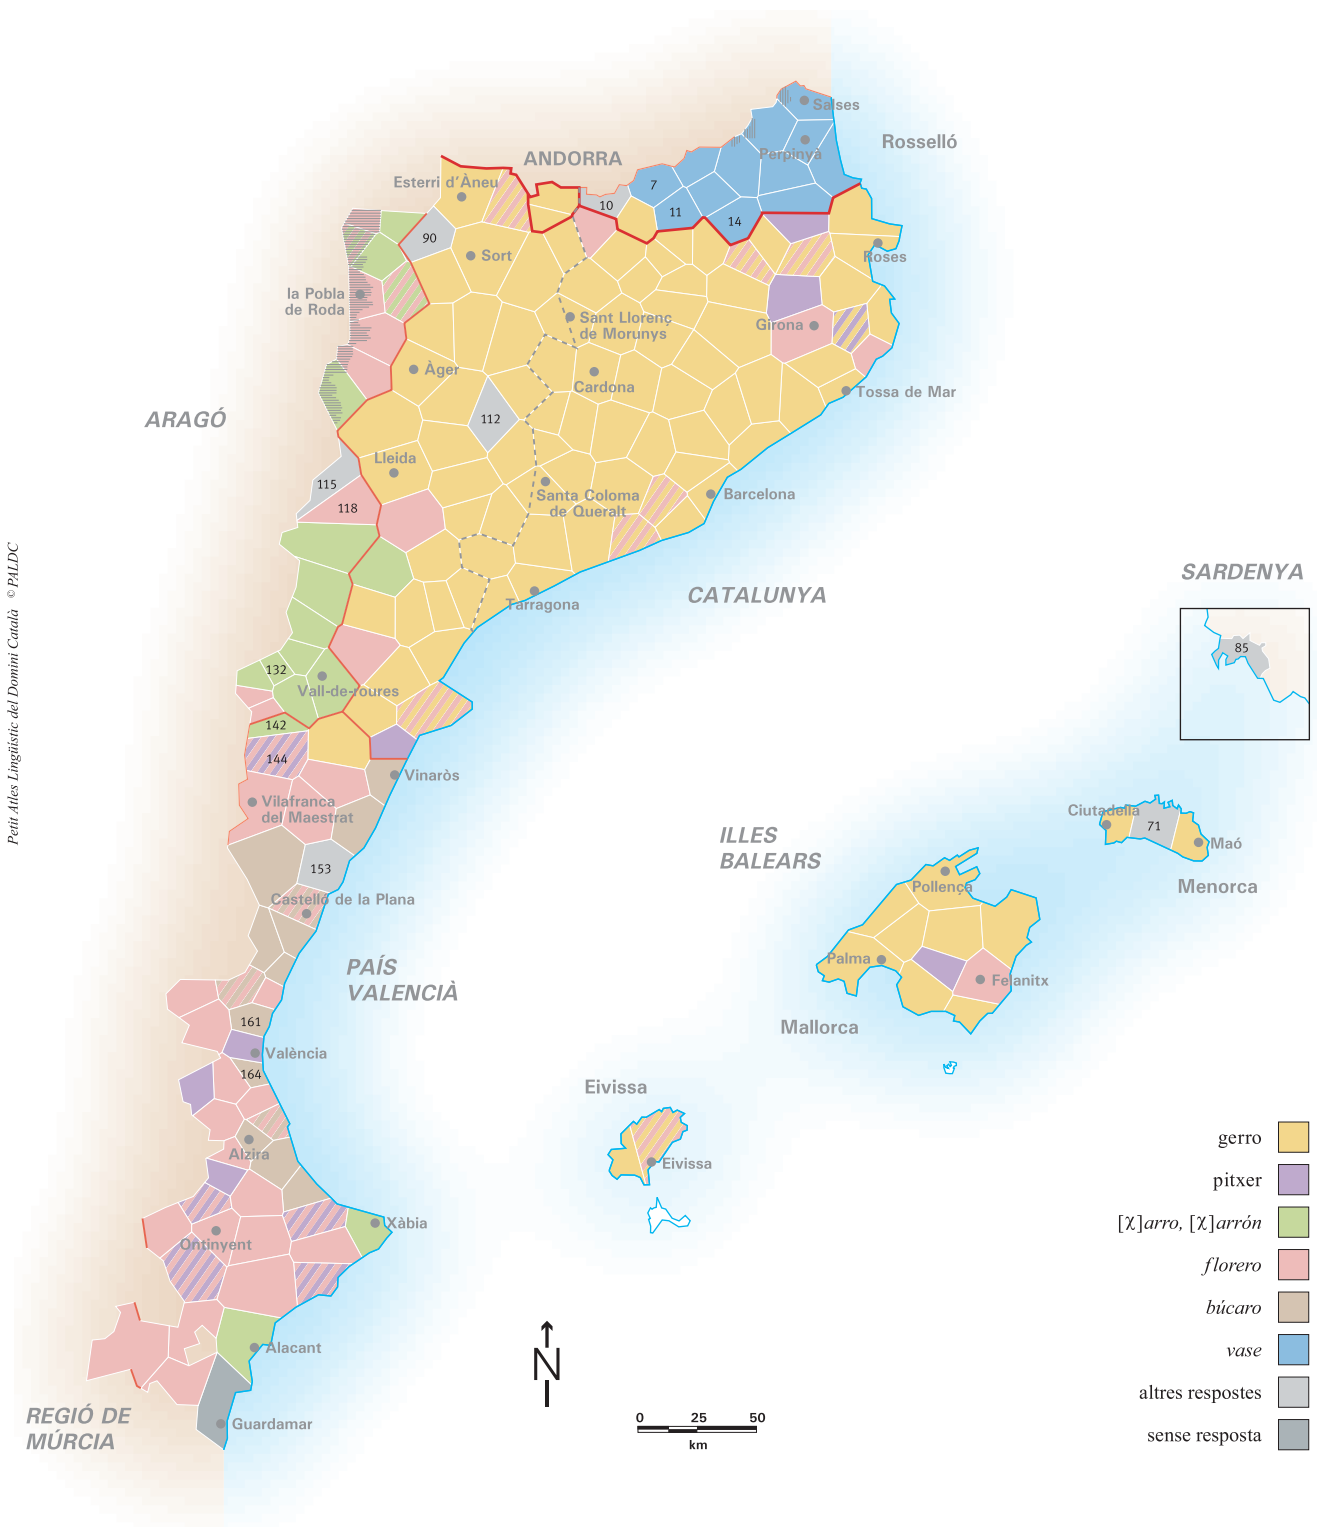 Salses
Rosselló
Perpinyà
ANDORRA
Esterri d'Àneu
7
10
11
14
90
Sort
Roses
la Pobla
de Roda
Sant Llorenç
de Morunys
Girona
Àger
Cardona
Tossa de Mar
ARAGÓ
112
Lleida
115
Santa Coloma
de Queralt
Barcelona
118
Petit Atles Lingüístic del Domini Català © PALDC
SARDENYA
CATALUNYA
Tarragona
85
132
Vall-de-roures
142
144
Vinaròs
Vilafranca
del Maestrat
Ciutadella
71
Maó
ILLES
BALEARS
153
Menorca
Pollença
Castelló de la Plana
PAÍS
VALENCIÀ
Palma
Felanitx
161
Mallorca
València
164
Eivissa
Alzira
Eivissa
gerro
pitxer
Xàbia
[χ]arro, [χ]arrón
Ontinyent
florero
búcaro
Alacant
vase
N
altres respostes
REGIÓ DE
MÚRCIA
Guardamar
0 25 50
km
sense resposta